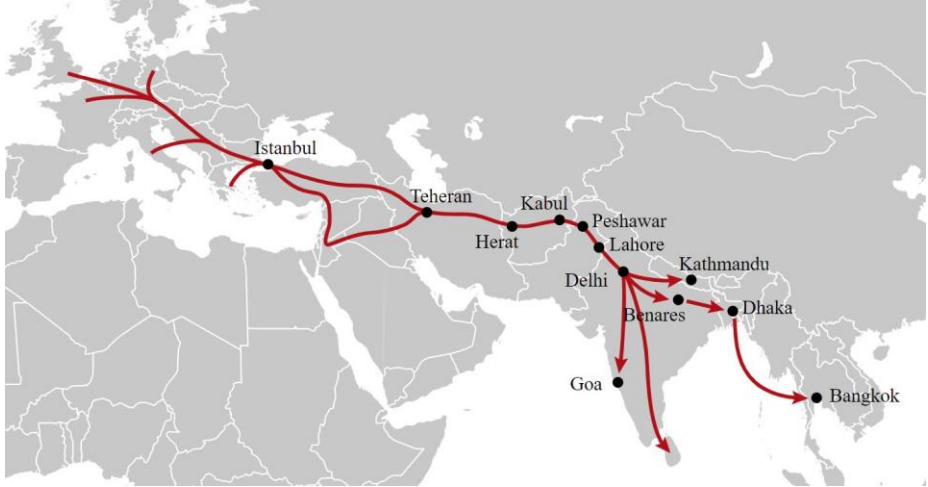 Istanbul
Teheran
Kabul
Peshawar
Herat
Lahore
Kathmandu
Delhi
Benares
Dhaka
Goa
Bangkok